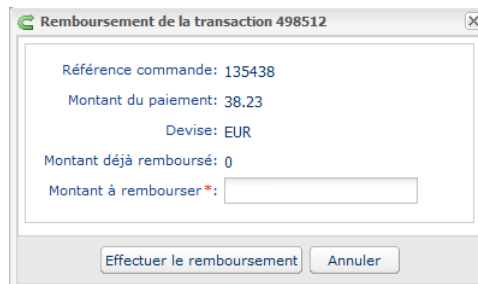 Remboursement de la transaction 498512
Référence commande: 135438
Montant du paiement: 38.23
Devise: EUR
Montant déjà remboursé: 0
Montant à rembourser*:
Effectuer le remboursement Annuler